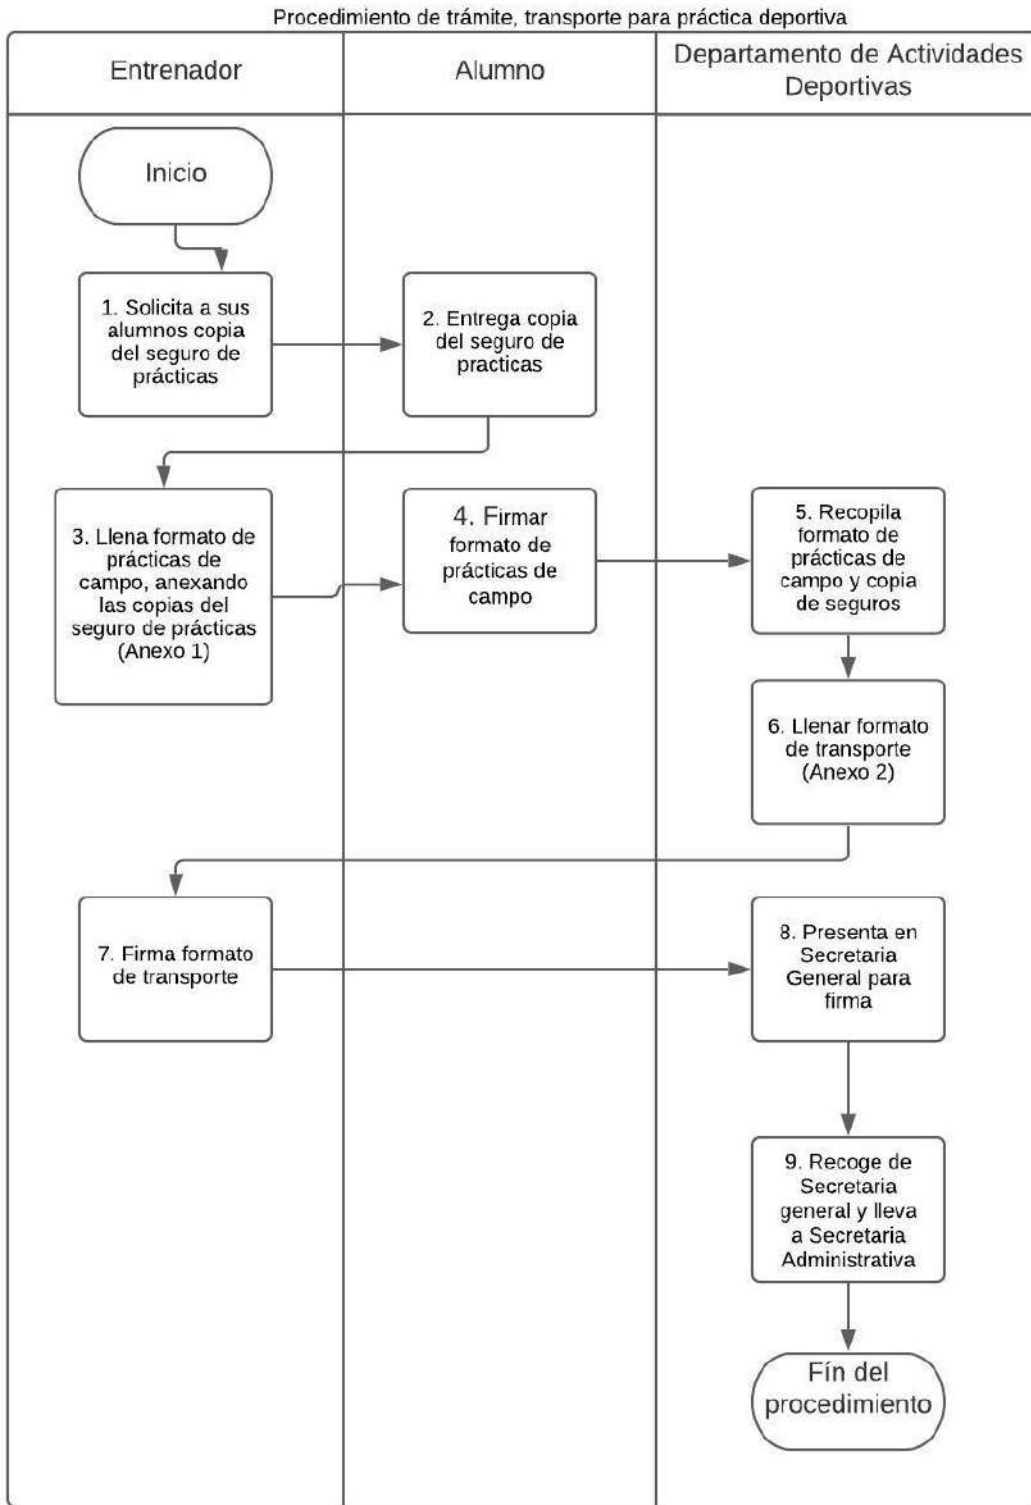 Procedimiento de trámite, transporte para práctica deportiva
Entrenador
Alumno
Departamento de Actividades
Deportivas
Inicio
1. Solicita a sus
alumnos copia
del seguro de
prácticas
2. Entrega copia
del seguro de
practicas
3. Llena formato de
prácticas de
campo, anexando
las copias del
seguro de prácticas
(Anexo 1)
4. Firmar
formato de
prácticas de
campo
5. Recopila
formato de
prácticas de
campo y copia
de seguros
6. Llenar formato
de transporte
(Anexo 2)
7. Firma formato
de transporte
8. Presenta en
Secretaria
General para
firma
9. Recoge de
Secretaria
general y lleva
a Secretaria
Administrativa
Fín del
procedimiento